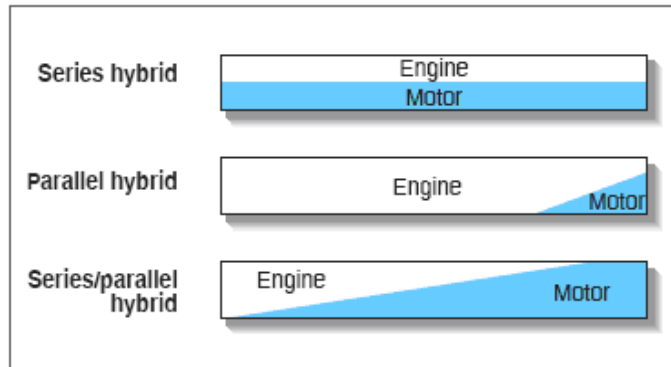 Series hybrid
Engine
Motor
Parallel hybrid
Engine
Motor
Series/parallel
hybrid
Engine
Motor